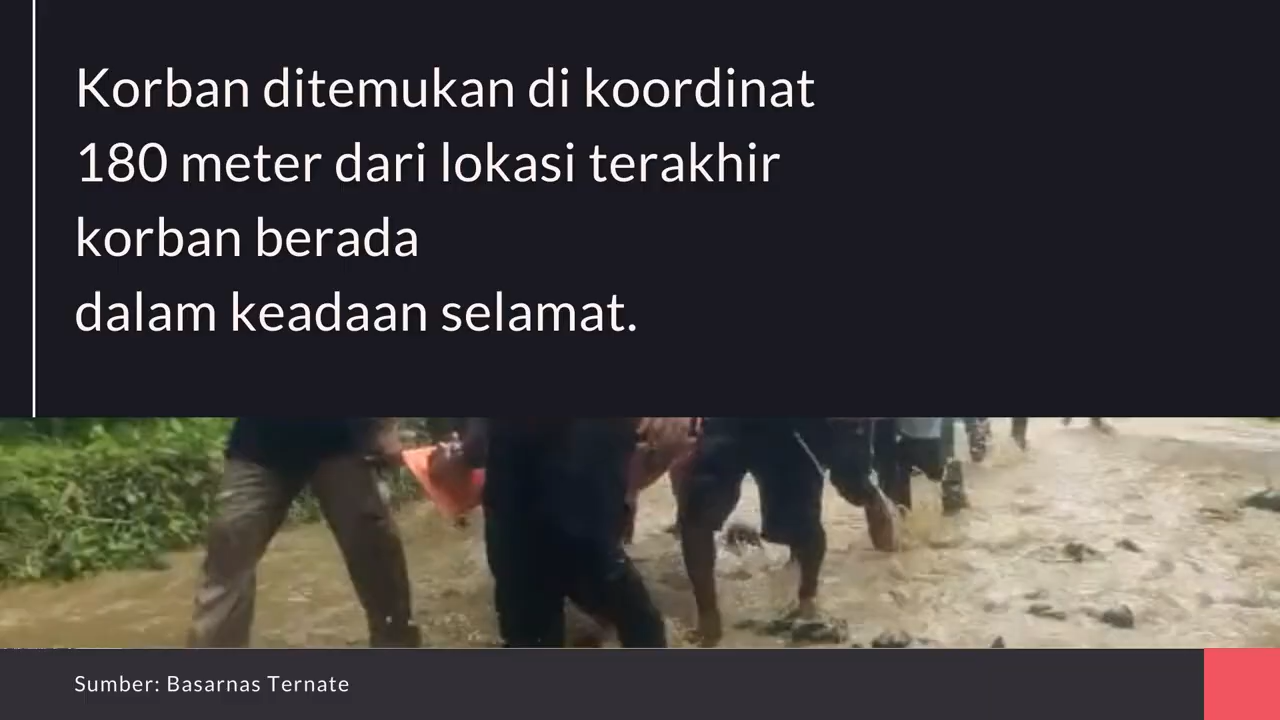 Korban ditemukan di koordinat
180 meter dari lokasi terakhir
korban berada
dalam keadaan selamat.
Sumber: Basarnas Ternate